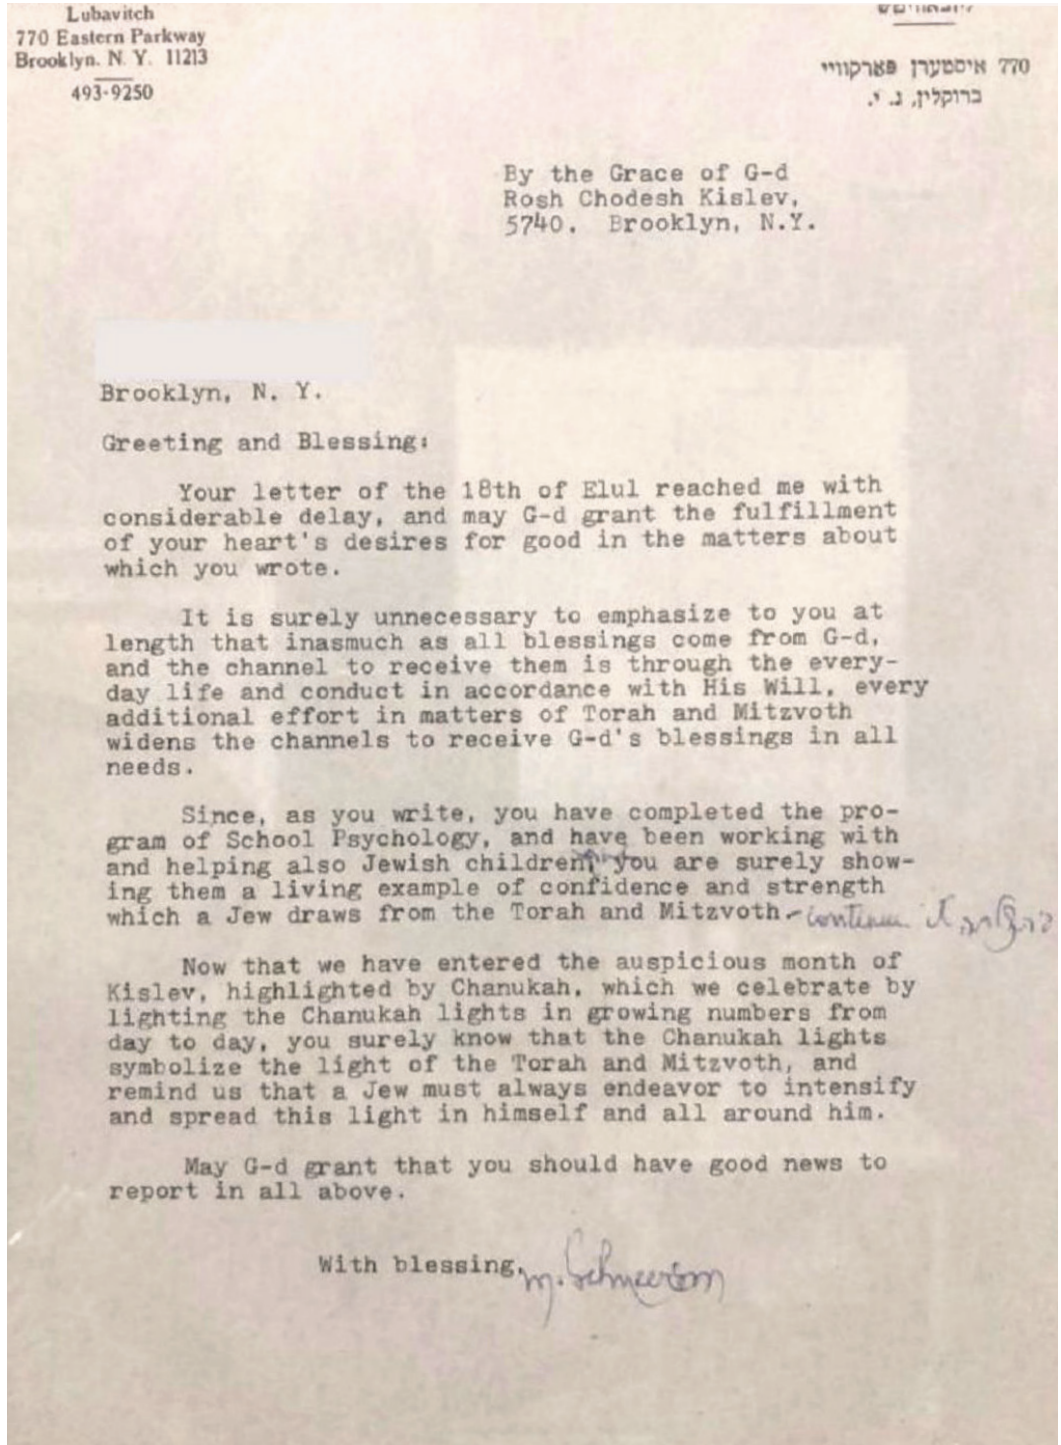 Lubavitch
770 Eastern Parkway
Brooklyn. N. Y. 11213
493-9250
ליובאוויטש
770 איסטערן פארקוויי
ברוקלין, נ. י.
By the Grace of G-d
Rosh Chodesh Kislev,
5740. Brooklyn, N.Y.
Brooklyn, N. Y.
Greeting and Blessing:
Your letter of the 18th of Elul reached me with
considerable delay, and may G-d grant the fulfillment
of your heart's desires for good in the matters about
which you wrote.
It is surely unnecessary to emphasize to you at
length that inasmuch as all blessings come from G-d,
and the channel to receive them is through the every-
day life and conduct in accordance with His Will, every
additional effort in matters of Torah and Mitzvoth
widens the channels to receive G-d's blessings in all
needs.
Since, as you write, you have completed the pro-
gram of School Psychology, and have been working with
and helping also Jewish children, you are surely show-
ing them a living example of confidence and strength
which a Jew draws from the Torah and Mitzvoth - continue
Now that we have entered the auspicious month of
Kislev, highlighted by Chanukah, which we celebrate by
lighting the Chanukah lights in growing numbers from
day to day, you surely know that the Chanukah lights
symbolize the light of the Torah and Mitzvoth, and
remind us that a Jew must always endeavor to intensify
and spread this light in himself and all around him.
May G-d grant that you should have good news to
report in all above.
With blessing, M. Schneerson